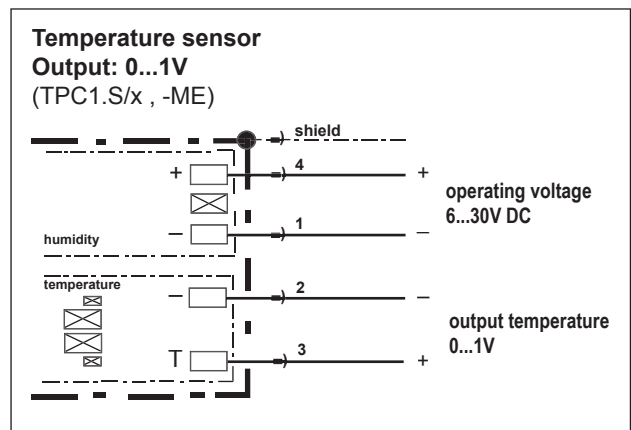 Temperature sensor
Output: 0...1V
(TPC1.S/x , -ME)
shield
+ 4 +
operating voltage
6...30V DC
– 1 –
humidity
temperature
– 2 –
output temperature
0...1V
T 3 +